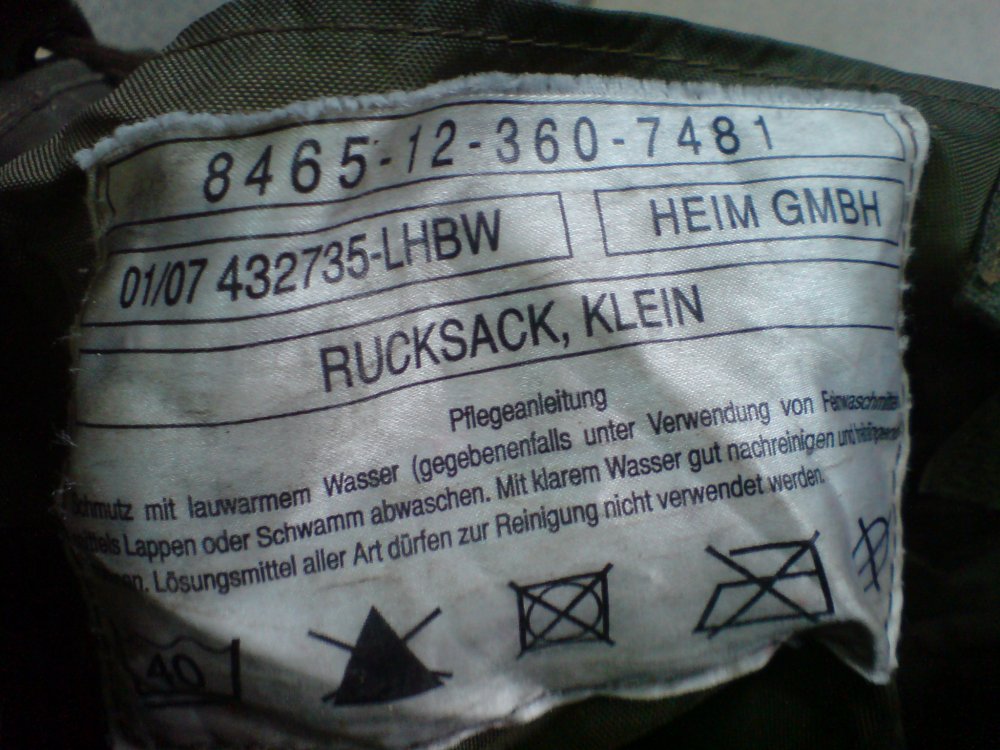 8465-12-360-7481
01/07 432735-LHBW
HEIM GMBH
RUCKSACK, KLEIN
Pflegeanleitung
Schmutz mit lauwarmem Wasser (gegebenenfalls unter Verwendung von Feinwaschmitteln)
mittels Lappen oder Schwamm abwaschen. Mit klarem Wasser gut nachreinigen und
Lösungsmittel aller Art dürfen zur Reinigung nicht verwendet werden.
40